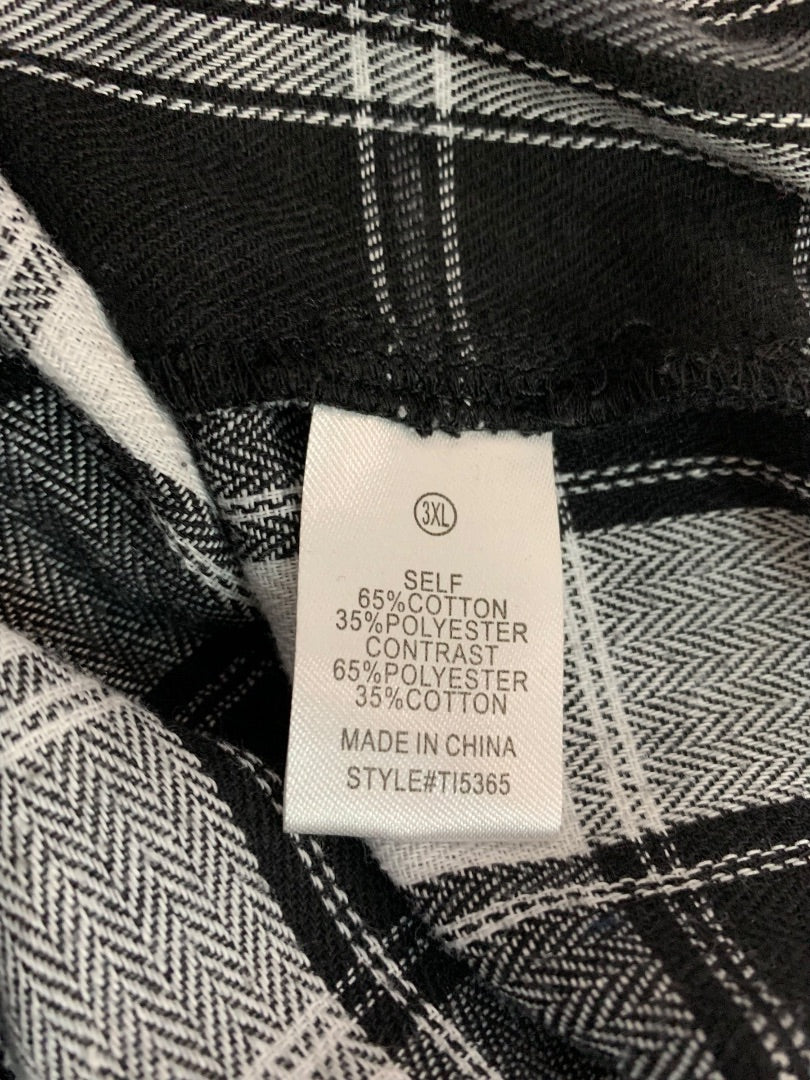 3XL
SELF
65%COTTON
35%POLYESTER
CONTRAST
65%POLYESTER
35%COTTON
MADE IN CHINA
STYLE#TI5365